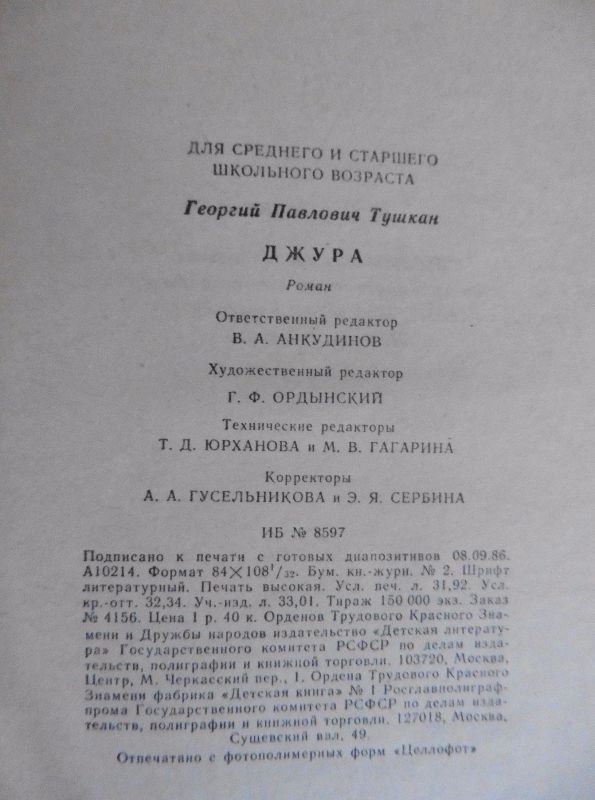 ДЛЯ СРЕДНЕГО И СТАРШЕГО
ШКОЛЬНОГО ВОЗРАСТА
Георгий Павлович Тушкан
ДЖУРА
Роман
Ответственный редактор
В. А. АНКУДИНОВ
Художественный редактор
Г. Ф. ОРДЫНСКИЙ
Технические редакторы
Т. Д. ЮРХАНОВА и М. В. ГАГАРИНА
Корректоры
А. А. ГУСЕЛЬНИКОВА и Э. Я. СЕРБИНА
ИБ № 8597
Подписано к печати с готовых диапозитивов 08.09.86.
А10214. Формат 84×108¹/₃₂. Бум. кн.-журн. № 2. Шрифт
литературный. Печать высокая. Усл. печ. л. 31,92. Усл.
кр.-отт. 32,34. Уч.-изд. л. 33,01. Тираж 150 000 экз. Заказ
№ 4156. Цена 1 р. 40 к. Орденов Трудового Красного Зна-
мени и Дружбы народов издательство «Детская литерату-
ра» Государственного комитета РСФСР по делам изда-
тельств, полиграфии и книжной торговли. 103720, Москва,
Центр, М. Черкасский пер., 1. Ордена Трудового Красного
Знамени фабрика «Детская книга» № 1 Росглавполиграф-
прома Государственного комитета РСФСР по делам изда-
тельств, полиграфии и книжной торговли. 127018, Москва,
Сущевский вал, 49.
Отпечатано с фотополимерных форм «Целлофот»